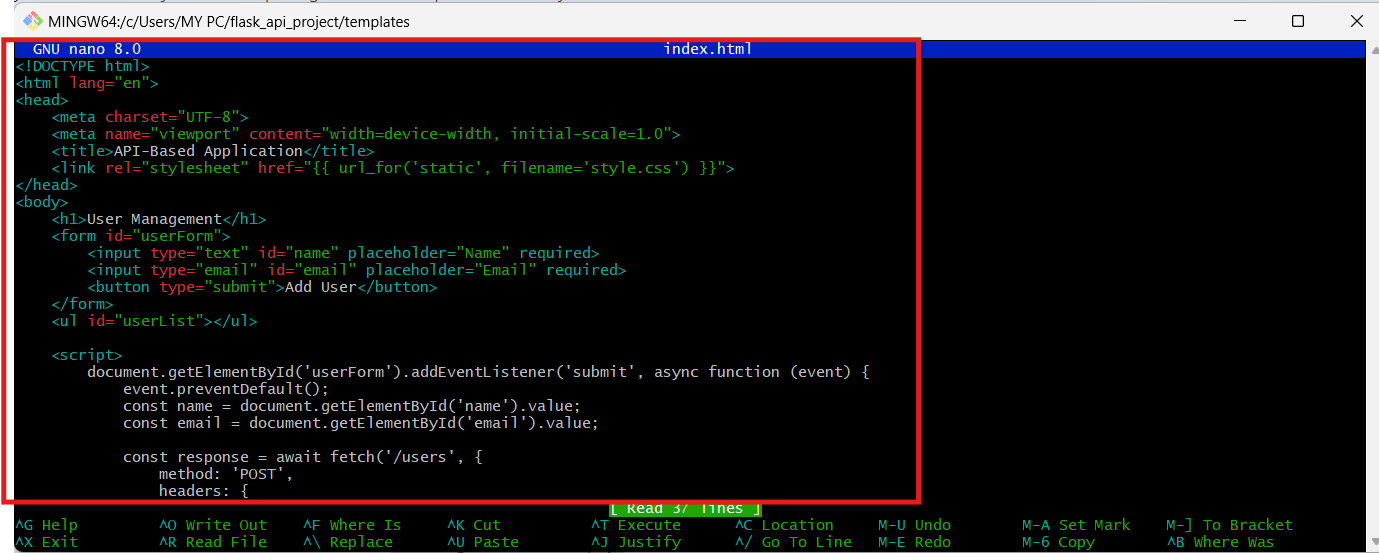 MINGW64:/c/Users/MY PC/flask_api_project/templates
GNU nano 8.0 index.html
<!DOCTYPE html>
<html lang="en">
<head>
    <meta charset="UTF-8">
    <meta name="viewport" content="width=device-width, initial-scale=1.0">
    <title>API-Based Application</title>
    <link rel="stylesheet" href="{{ url_for('static', filename='style.css') }}">
</head>
<body>
    <h1>User Management</h1>
    <form id="userForm">
        <input type="text" id="name" placeholder="Name" required>
        <input type="email" id="email" placeholder="Email" required>
        <button type="submit">Add User</button>
    </form>
    <ul id="userList"></ul>

    <script>
        document.getElementById('userForm').addEventListener('submit', async function (event) {
            event.preventDefault();
            const name = document.getElementById('name').value;
            const email = document.getElementById('email').value;

            const response = await fetch('/users', {
                method: 'POST',
                headers: {
[ Read 37 lines ]
^G Help ^O Write Out ^F Where Is ^K Cut ^T Execute ^C Location M-U Undo M-A Set Mark M-] To Bracket
^X Exit ^R Read File ^\ Replace ^U Paste ^J Justify ^/ Go To Line M-E Redo M-6 Copy ^B Where Was